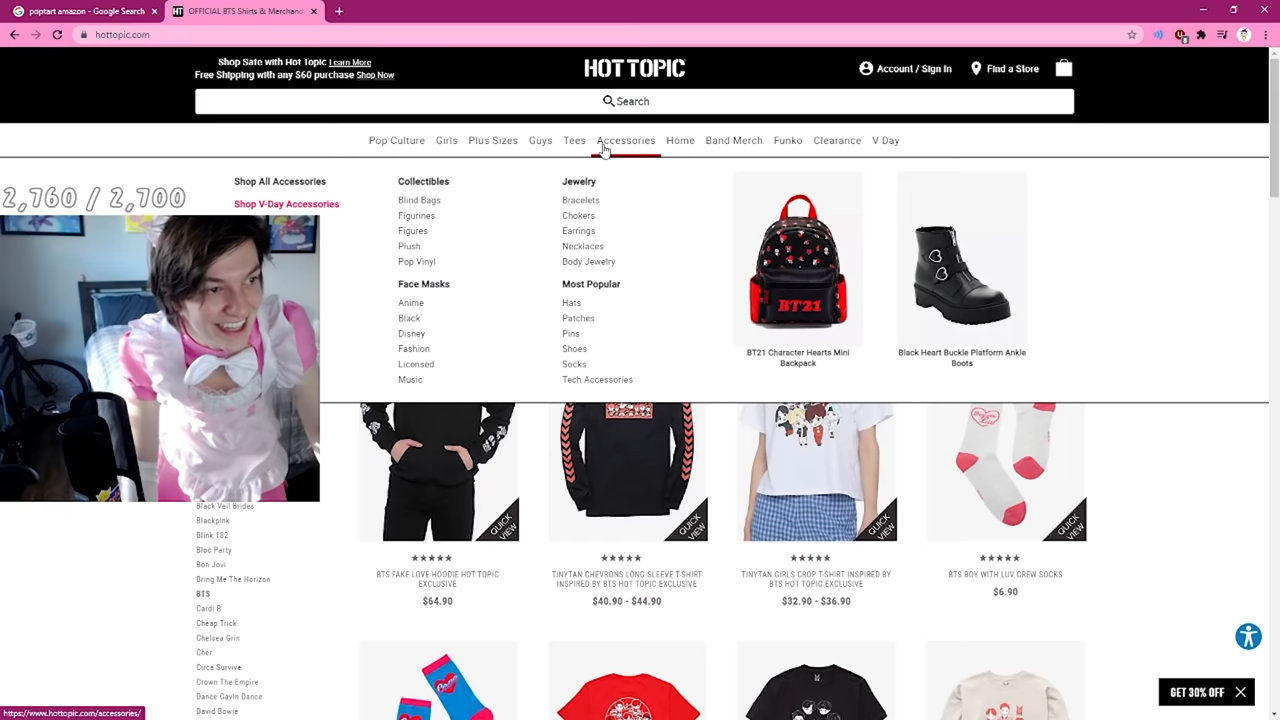 poptart amazon - Google Search
OFFICIAL BTS Shirts & Merchand
hottopic.com
Shop Safe with Hot Topic Learn More
Free Shipping with any $60 purchase Shop Now
HOT TOPIC
Account / Sign In
Find a Store
Search
Pop Culture
Girls
Plus Sizes
Guys
Tees
Accessories
Home
Band Merch
Funko
Clearance
V Day
2,760 / 2,700
Shop All Accessories
Shop V-Day Accessories
Collectibles
Blind Bags
Figurines
Figures
Plush
Pop Vinyl
Face Masks
Anime
Black
Disney
Fashion
Licensed
Music
Jewelry
Bracelets
Chokers
Earrings
Necklaces
Body Jewelry
Most Popular
Hats
Patches
Pins
Shoes
Socks
Tech Accessories
BT21
BT21 Character Hearts Mini
Backpack
Black Heart Buckle Platform Ankle
Boots
Black Veil Brides
Blackpink
Blink 182
Bloc Party
Bon Jovi
Bring Me The Horizon
BTS
Cardi B
Cheap Trick
Chelsea Grin
Cher
Circa Survive
Crown The Empire
Dance Gavin Dance
David Bowie
QUICK VIEW
QUICK VIEW
QUICK VIEW
QUICK VIEW
BTS FAKE LOVE HOODIE HOT TOPIC
EXCLUSIVE
$64.90
TINYTAN CHEVRONS LONG-SLEEVE T-SHIRT
INSPIRED BY BTS HOT TOPIC EXCLUSIVE
$40.90 - $44.90
TINYTAN GIRLS CROP T-SHIRT INSPIRED BY
BTS HOT TOPIC EXCLUSIVE
$32.90 - $36.90
BTS BOY WITH LUV CREW SOCKS
$6.90
GET 30% OFF
https://www.hottopic.com/accessories/